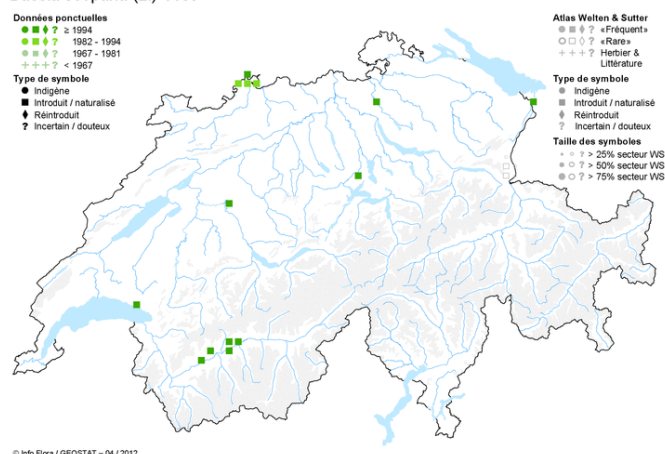 Données ponctuelles
≥ 1994
1982 - 1994
1967 - 1981
< 1967
Type de symbole
Indigène
Introduit / naturalisé
Réintroduit
? Incertain / douteux
Atlas Welten & Sutter
«Fréquent»
«Rare»
Herbier &
Littérature
Type de symbole
Indigène
Introduit / naturalisé
Réintroduit
? Incertain / douteux
Taille des symboles
> 25% secteur WS
> 50% secteur WS
> 75% secteur WS
© Info Flora / GEOSTAT – 04 / 2012